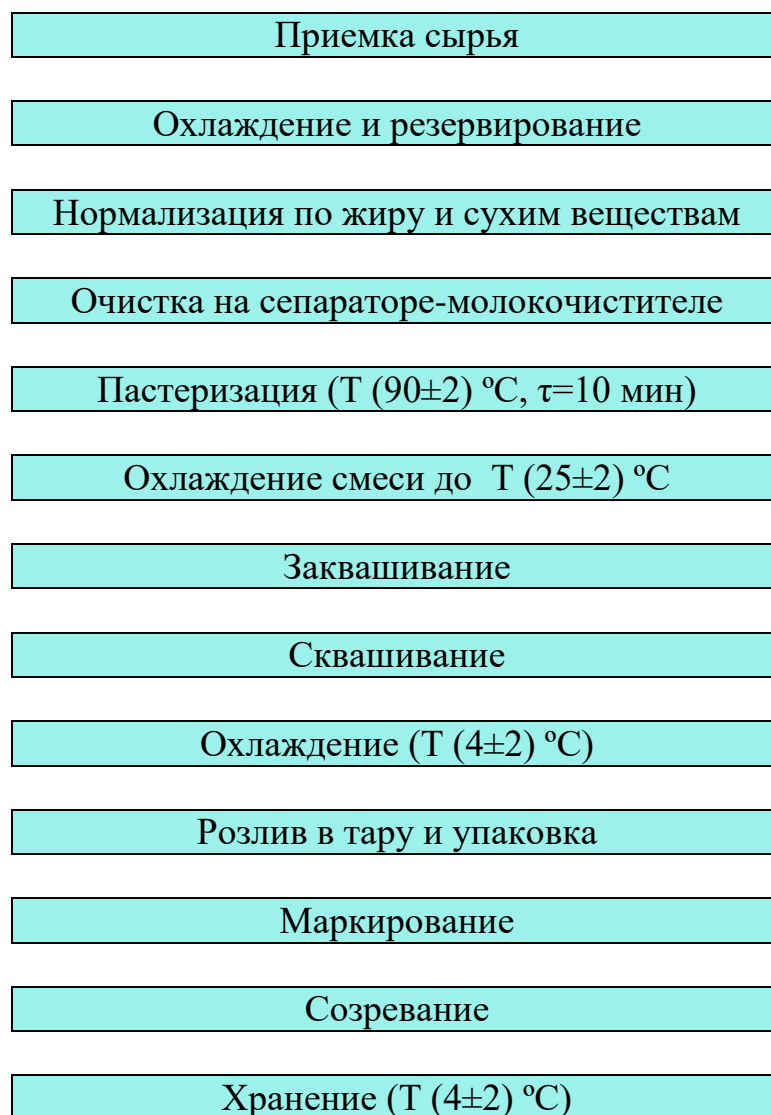 Приемка сырья
Охлаждение и резервирование
Нормализация по жиру и сухим веществам
Очистка на сепараторе-молокочистителе
Пастеризация (Т (90±2) ºС, τ=10 мин)
Охлаждение смеси до Т (25±2) ºС
Заквашивание
Сквашивание
Охлаждение (Т (4±2) ºС)
Розлив в тару и упаковка
Маркирование
Созревание
Хранение (Т (4±2) ºС)